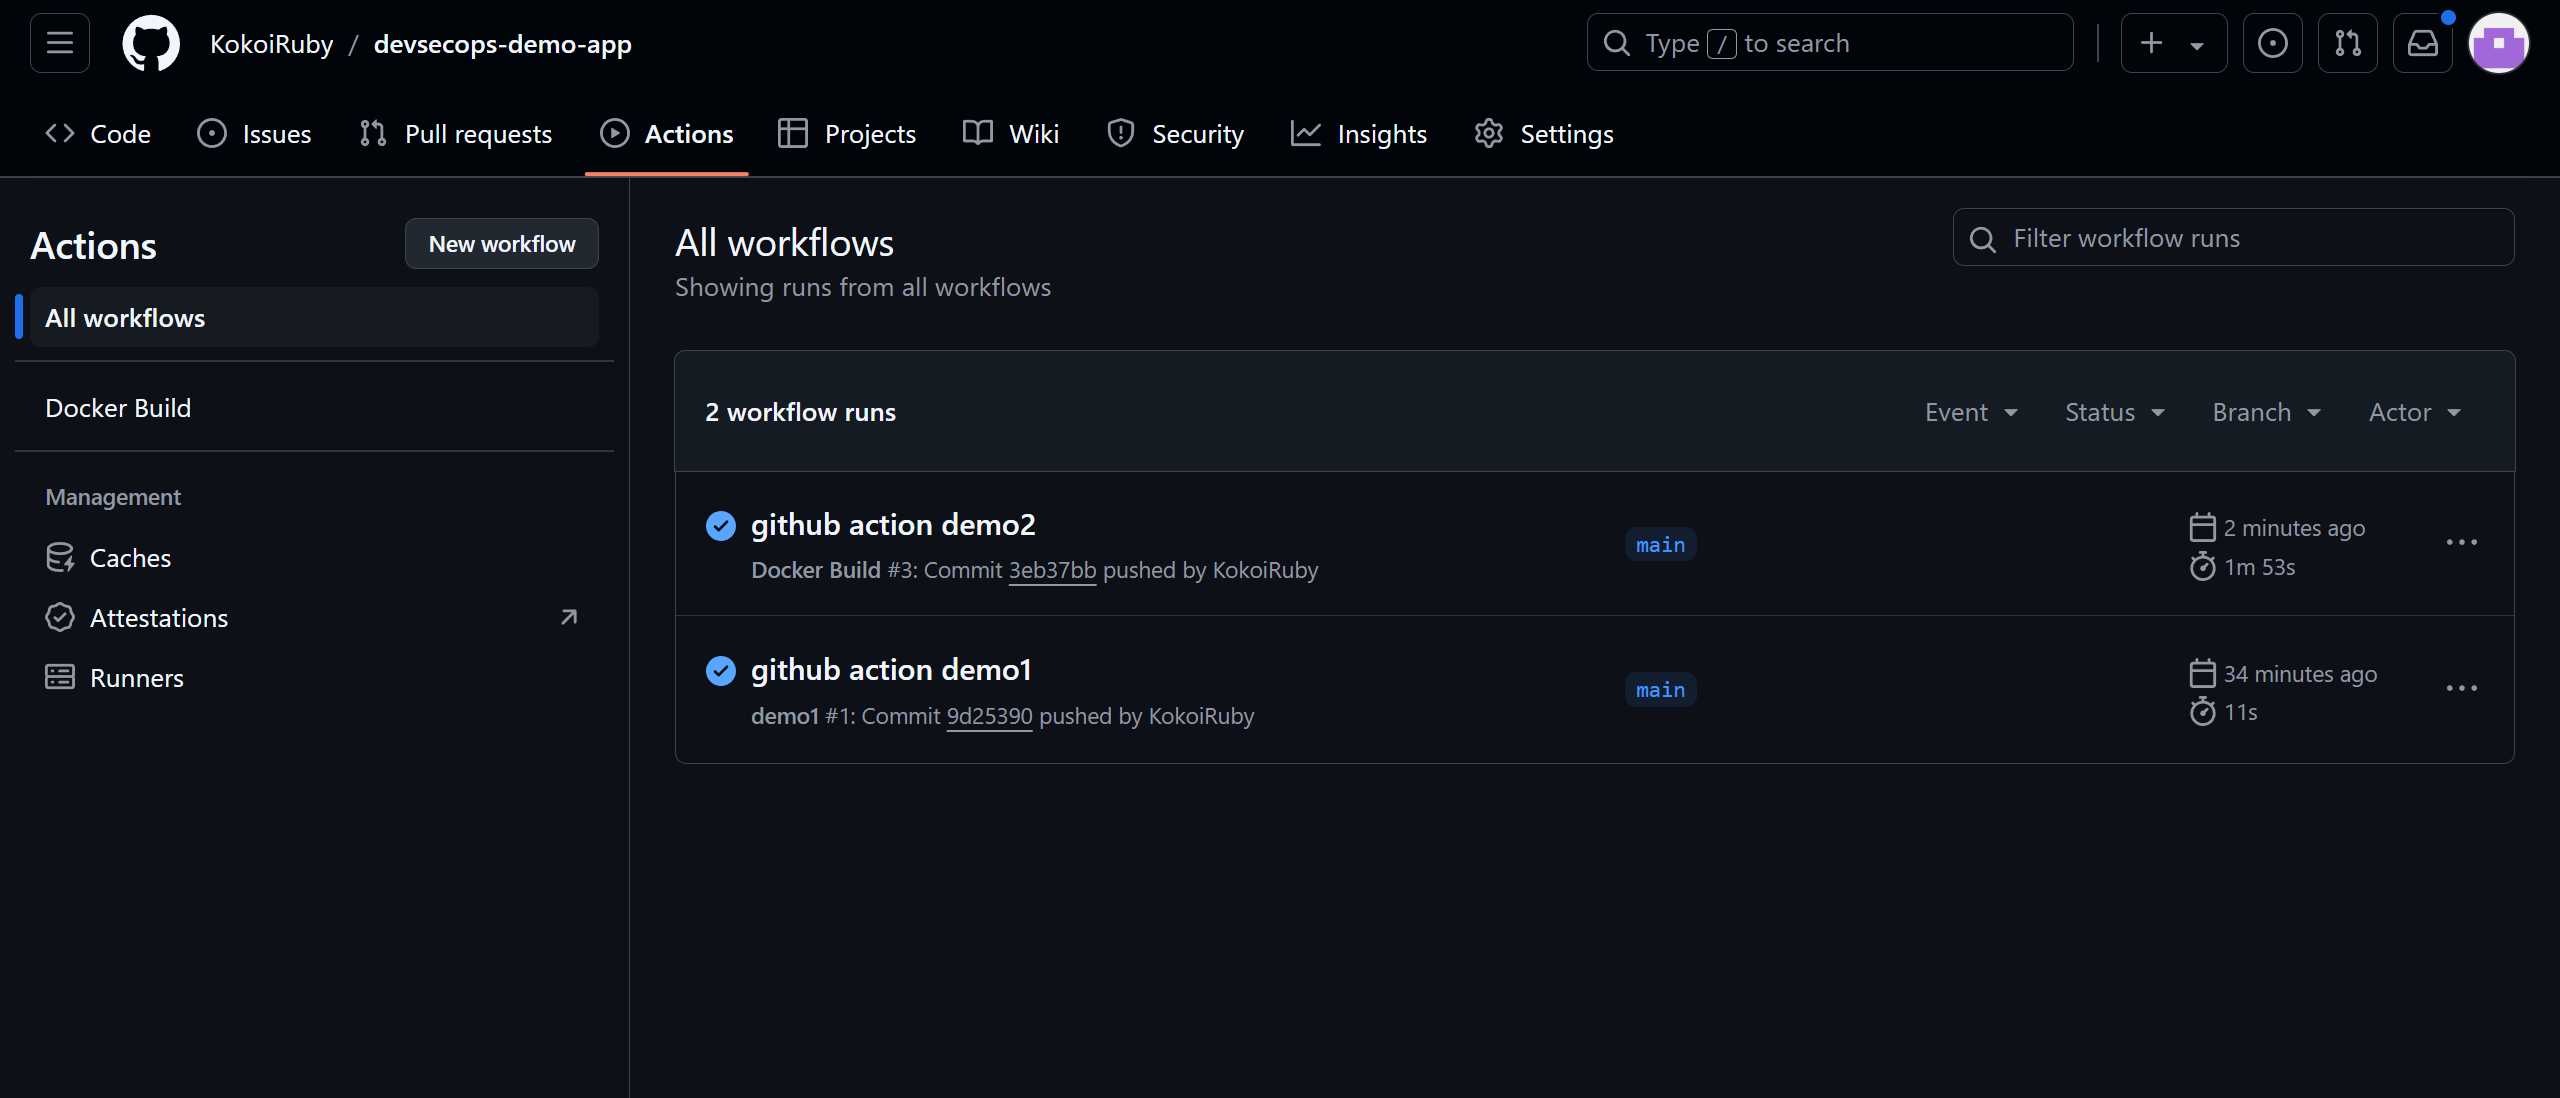 KokoiRuby / devsecops-demo-app
Type / to search
Code
Issues
Pull requests
Actions
Projects
Wiki
Security
Insights
Settings
Actions
New workflow
All workflows
Docker Build
Management
Caches
Attestations
Runners
All workflows
Showing runs from all workflows
Filter workflow runs
2 workflow runs
Event
Status
Branch
Actor
github action demo2
Docker Build #3: Commit 3eb37bb pushed by KokoiRuby
main
2 minutes ago
1m 53s
github action demo1
demo1 #1: Commit 9d25390 pushed by KokoiRuby
main
34 minutes ago
11s